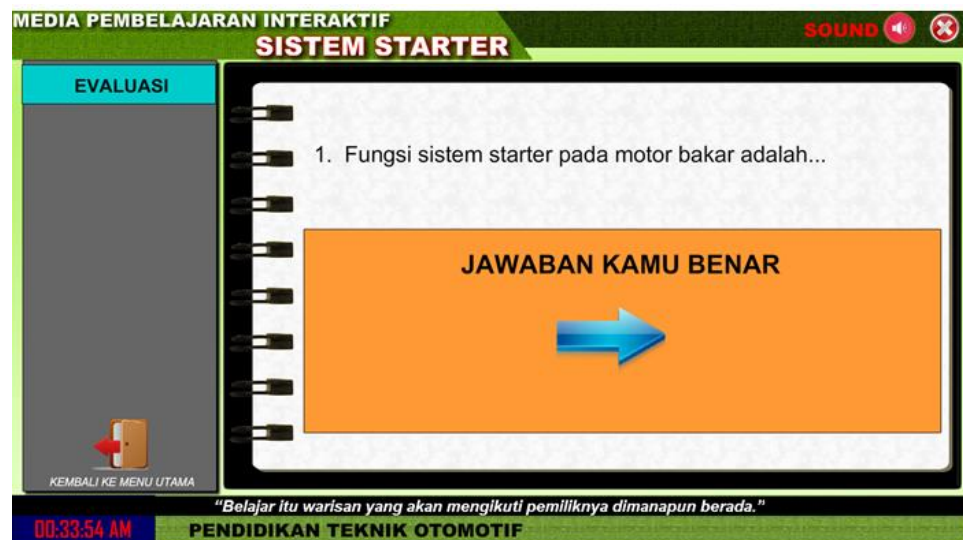 MEDIA PEMBELAJARAN INTERAKTIF
SISTEM STARTER
SOUND
EVALUASI
1. Fungsi sistem starter pada motor bakar adalah...
JAWABAN KAMU BENAR
KEMBALI KE MENU UTAMA
“Belajar itu warisan yang akan mengikuti pemiliknya dimanapun berada.”
00:33:54 AM
PENDIDIKAN TEKNIK OTOMOTIF